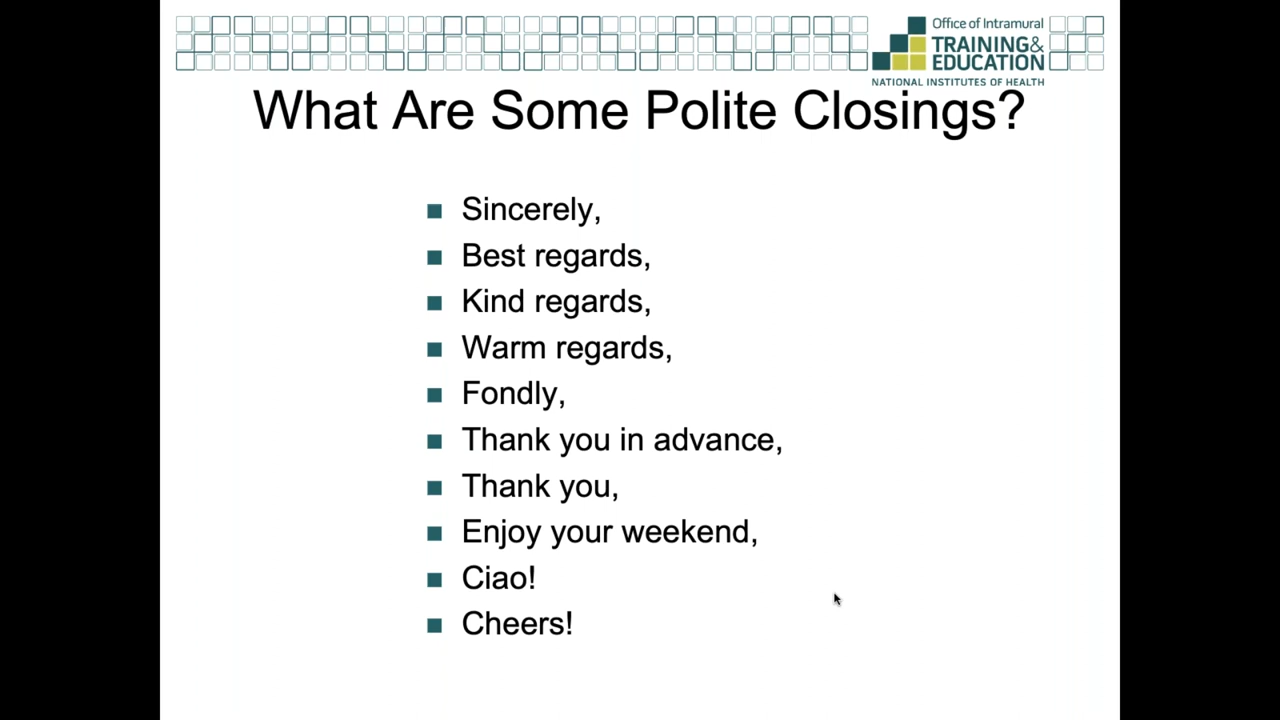 Office of Intramural
TRAINING&
EDUCATION
NATIONAL INSTITUTES OF HEALTH
What Are Some Polite Closings?
Sincerely,
Best regards,
Kind regards,
Warm regards,
Fondly,
Thank you in advance,
Thank you,
Enjoy your weekend,
Ciao!
Cheers!